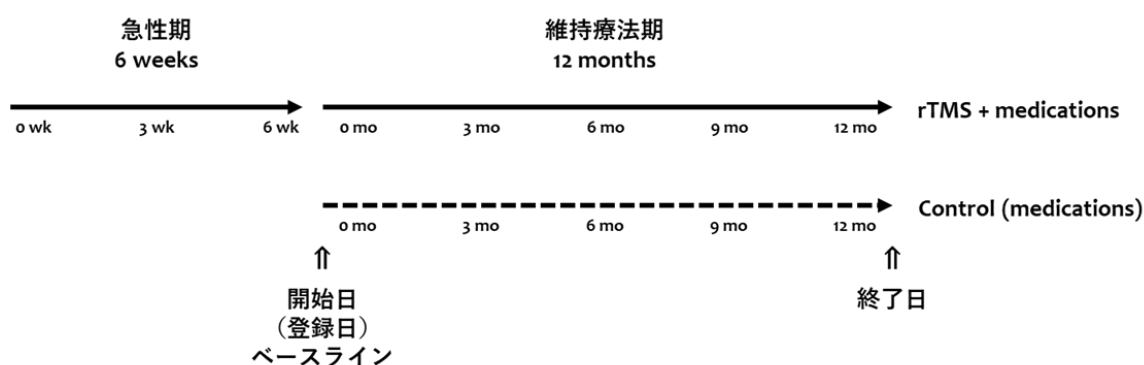 急性期
6 weeks
維持療法期
12 months
0 wk 3 wk 6 wk
0 mo 3 mo 6 mo 9 mo 12 mo
rTMS + medications
0 mo 3 mo 6 mo 9 mo 12 mo
Control (medications)
⇑
開始日
（登録日）
ベースライン
⇑
終了日